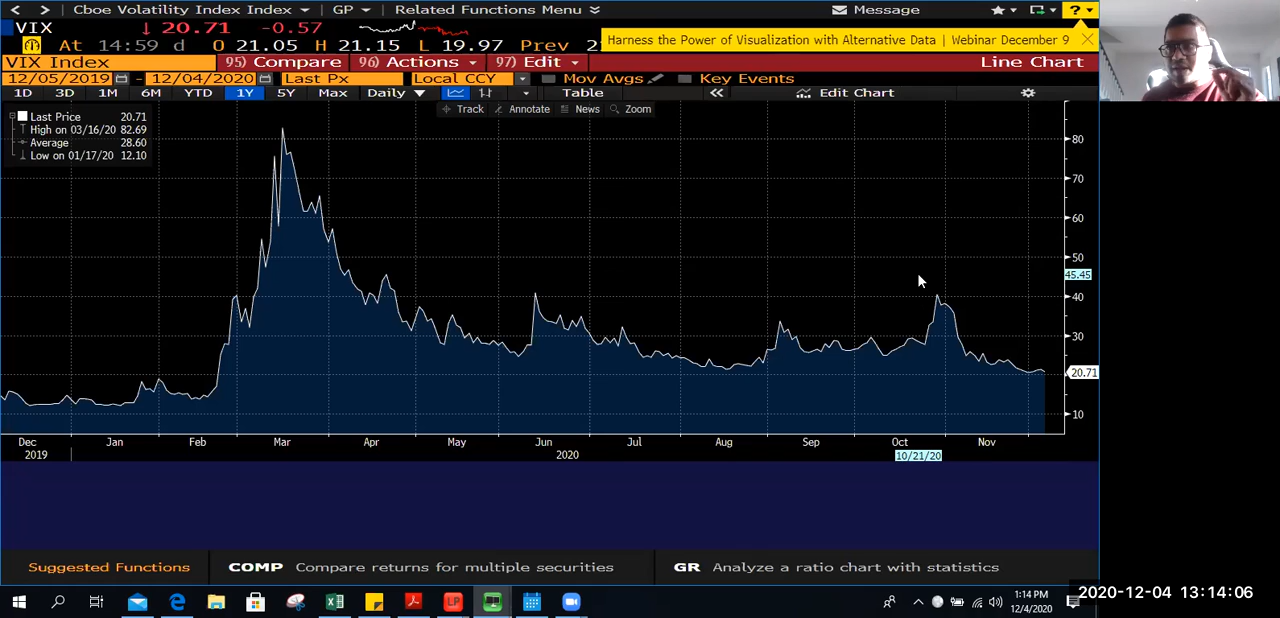 Cboe Volatility Index Index GP Related Functions Menu Message ?
VIX ↓ 20.71 -0.57
At 14:59 d O 21.05 H 21.15 L 19.97 Prev 2
Harness the Power of Visualization with Alternative Data | Webinar December 9
VIX Index 95) Compare 96) Actions 97) Edit Line Chart
12/05/2019 12/04/2020 Last Px Local CCY Mov Avgs Key Events
1D 3D 1M 6M YTD 1Y 5Y Max Daily Table Edit Chart
Track Annotate News Zoom
Last Price 20.71
High on 03/16/20 82.69
Average 28.60
Low on 01/17/20 12.10
80
70
60
50
45.45
40
30
20.71
10
Dec Jan Feb Mar Apr May Jun Jul Aug Sep Oct Nov
2019 2020 10/21/20
Suggested Functions COMP Compare returns for multiple securities GR Analyze a ratio chart with statistics
LP
1:14 PM
12/4/2020
2020-12-04 13:14:06